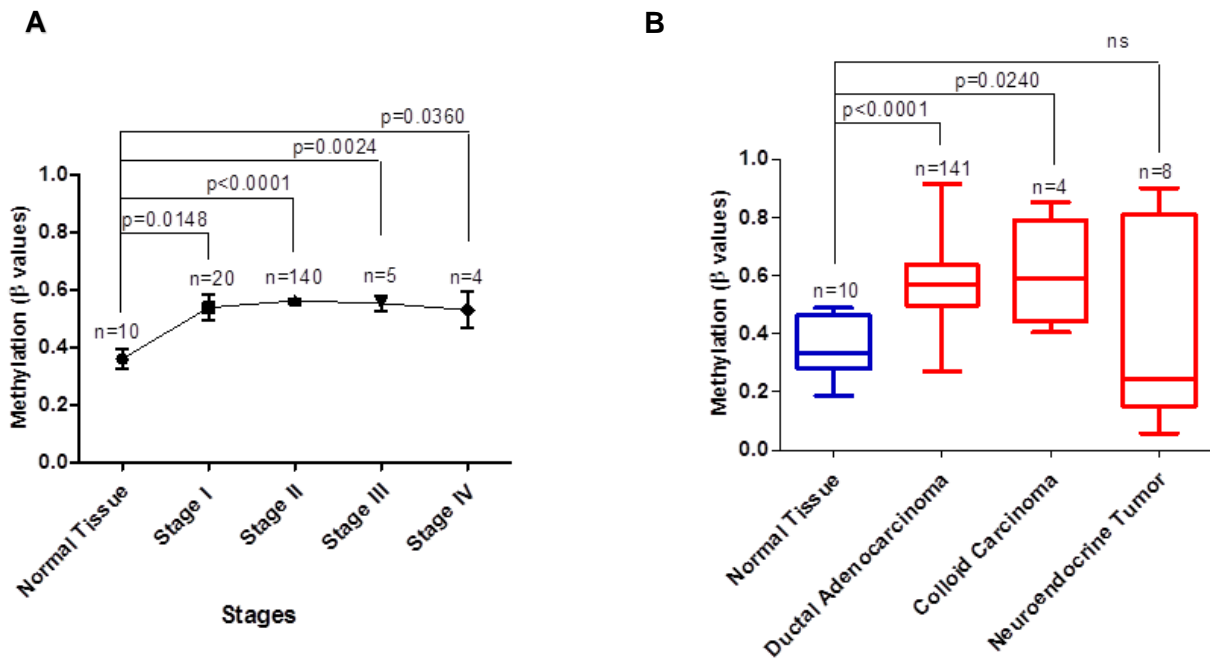 A
p=0.0360
p=0.0024
p<0.0001
p=0.0148
n=10
n=20
n=140
n=5
n=4
Methylation (β values)
1.0
0.8
0.6
0.4
0.2
0.0
Normal Tissue
Stage I
Stage II
Stage III
Stage IV
Stages
B
ns
p=0.0240
p<0.0001
n=10
n=141
n=4
n=8
Methylation (β values)
1.0
0.8
0.6
0.4
0.2
0.0
Normal Tissue
Ductal Adenocarcinoma
Colloid Carcinoma
Neuroendocrine Tumor